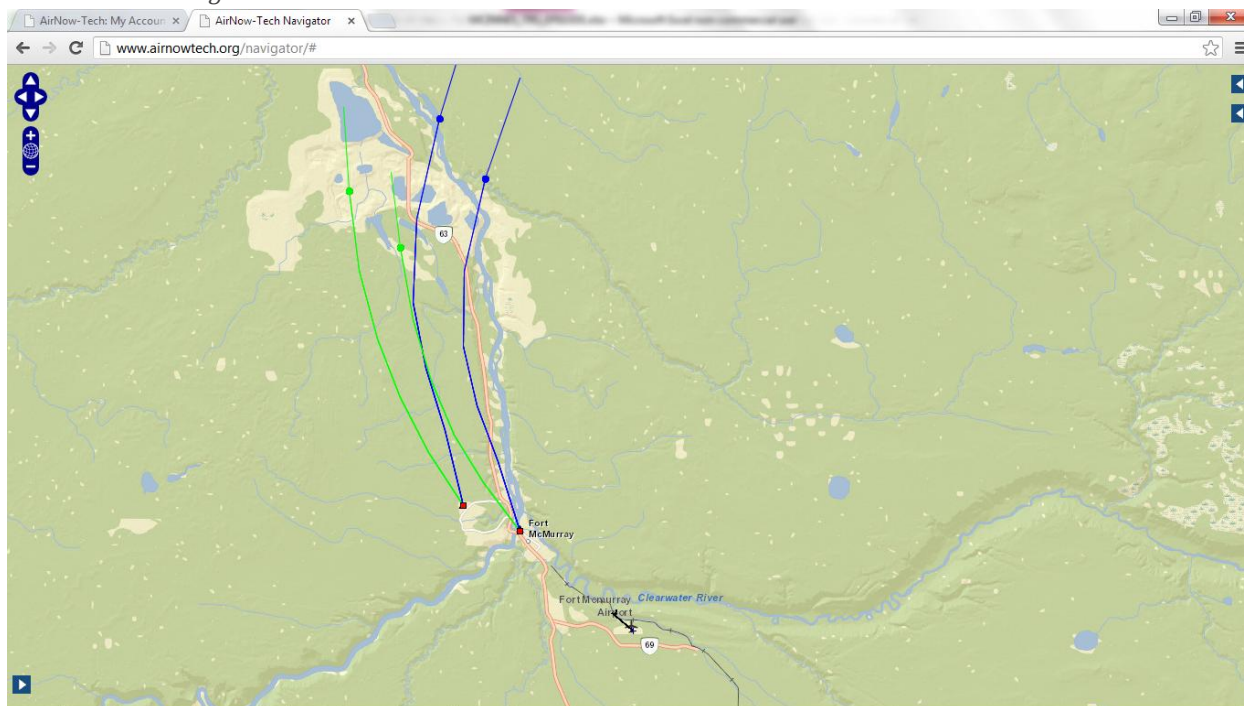 AirNow-Tech: My Accoun
AirNow-Tech Navigator
www.airnowtech.org/navigator/#
63
Fort
McMurray
Fort Mcmurray
Airport
Clearwater River
69